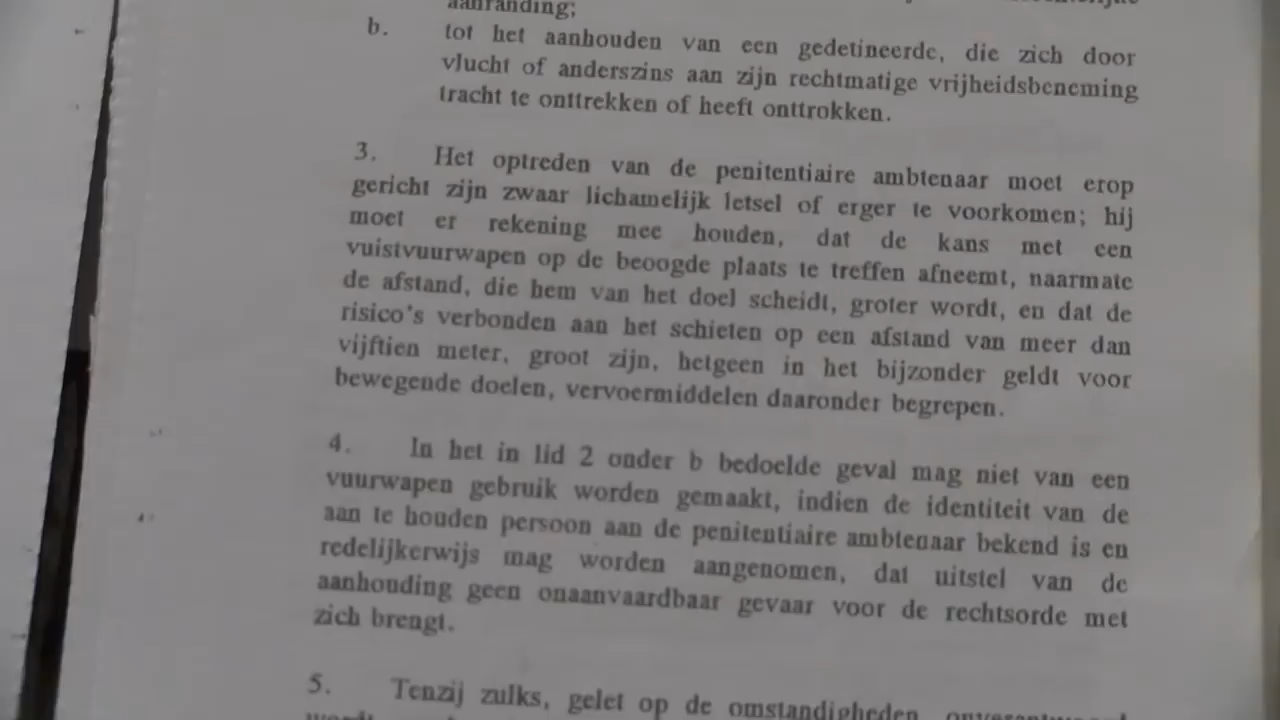 aanranding;
b. tot het aanhouden van een gedetineerde, die zich door
vlucht of anderszins aan zijn rechtmatige vrijheidsbeneming
tracht te onttrekken of heeft onttrokken.
3. Het optreden van de penitentiaire ambtenaar moet erop
gericht zijn zwaar lichamelijk letsel of erger te voorkomen; hij
moet er rekening mee houden, dat de kans met een
vuistvuurwapen op de beoogde plaats te treffen afneemt, naarmate
de afstand, die hem van het doel scheidt, groter wordt, en dat de
risico's verbonden aan het schieten op een afstand van meer dan
vijftien meter, groot zijn, hetgeen in het bijzonder geldt voor
bewegende doelen, vervoermiddelen daaronder begrepen.
4. In het in lid 2 onder b bedoelde geval mag niet van een
vuurwapen gebruik worden gemaakt, indien de identiteit van de
aan te houden persoon aan de penitentiaire ambtenaar bekend is en
redelijkerwijs mag worden aangenomen, dat uitstel van de
aanhouding geen onaanvaardbaar gevaar voor de rechtsorde met
zich brengt.
5. Tenzij zulks, gelet op de omstandigheden